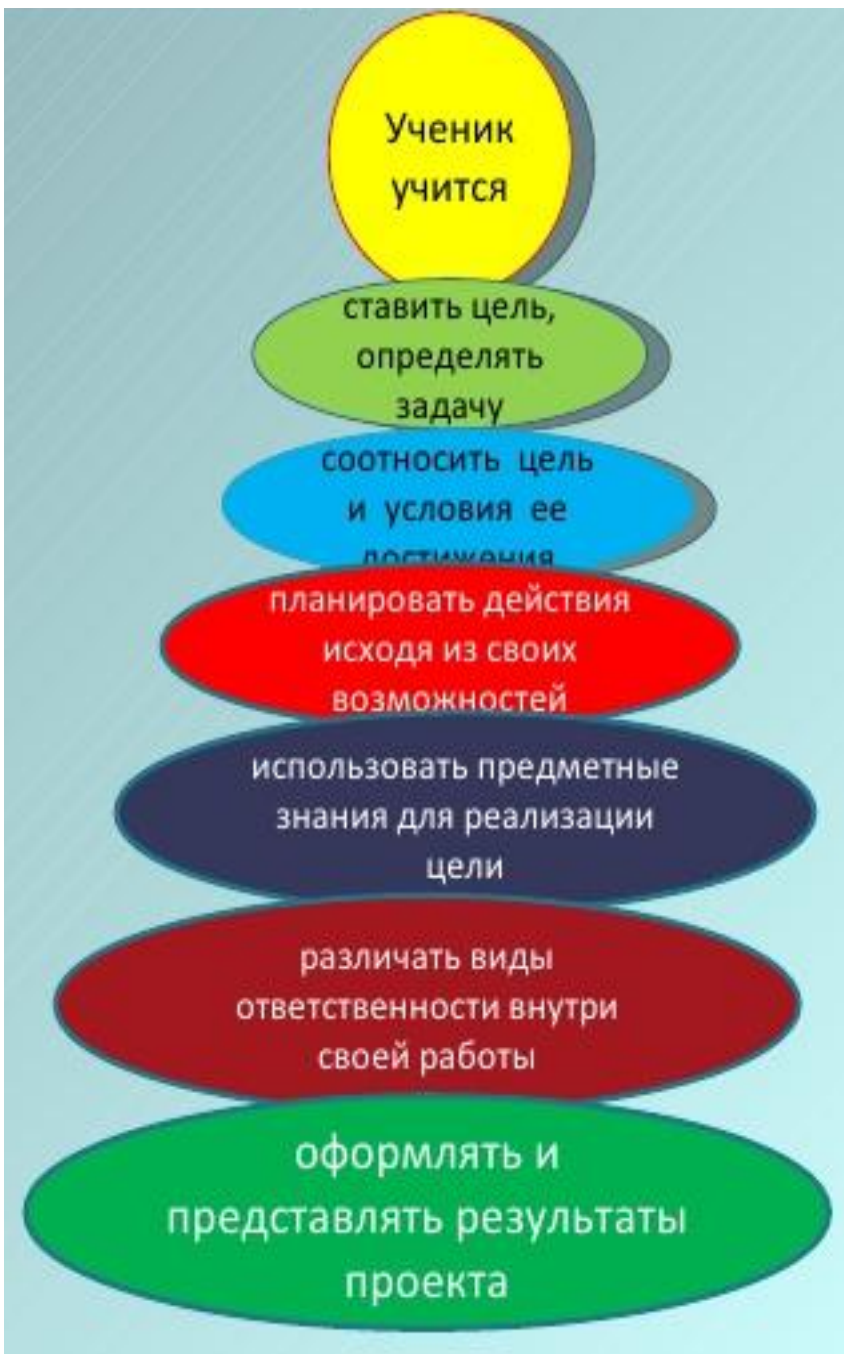 Ученик
учится
ставить цель,
определять
задачу
соотносить цель
и условия ее
достижения
планировать действия
исходя из своих
возможностей
использовать предметные
знания для реализации
цели
различать виды
ответственности внутри
своей работы
оформлять и
представлять результаты
проекта